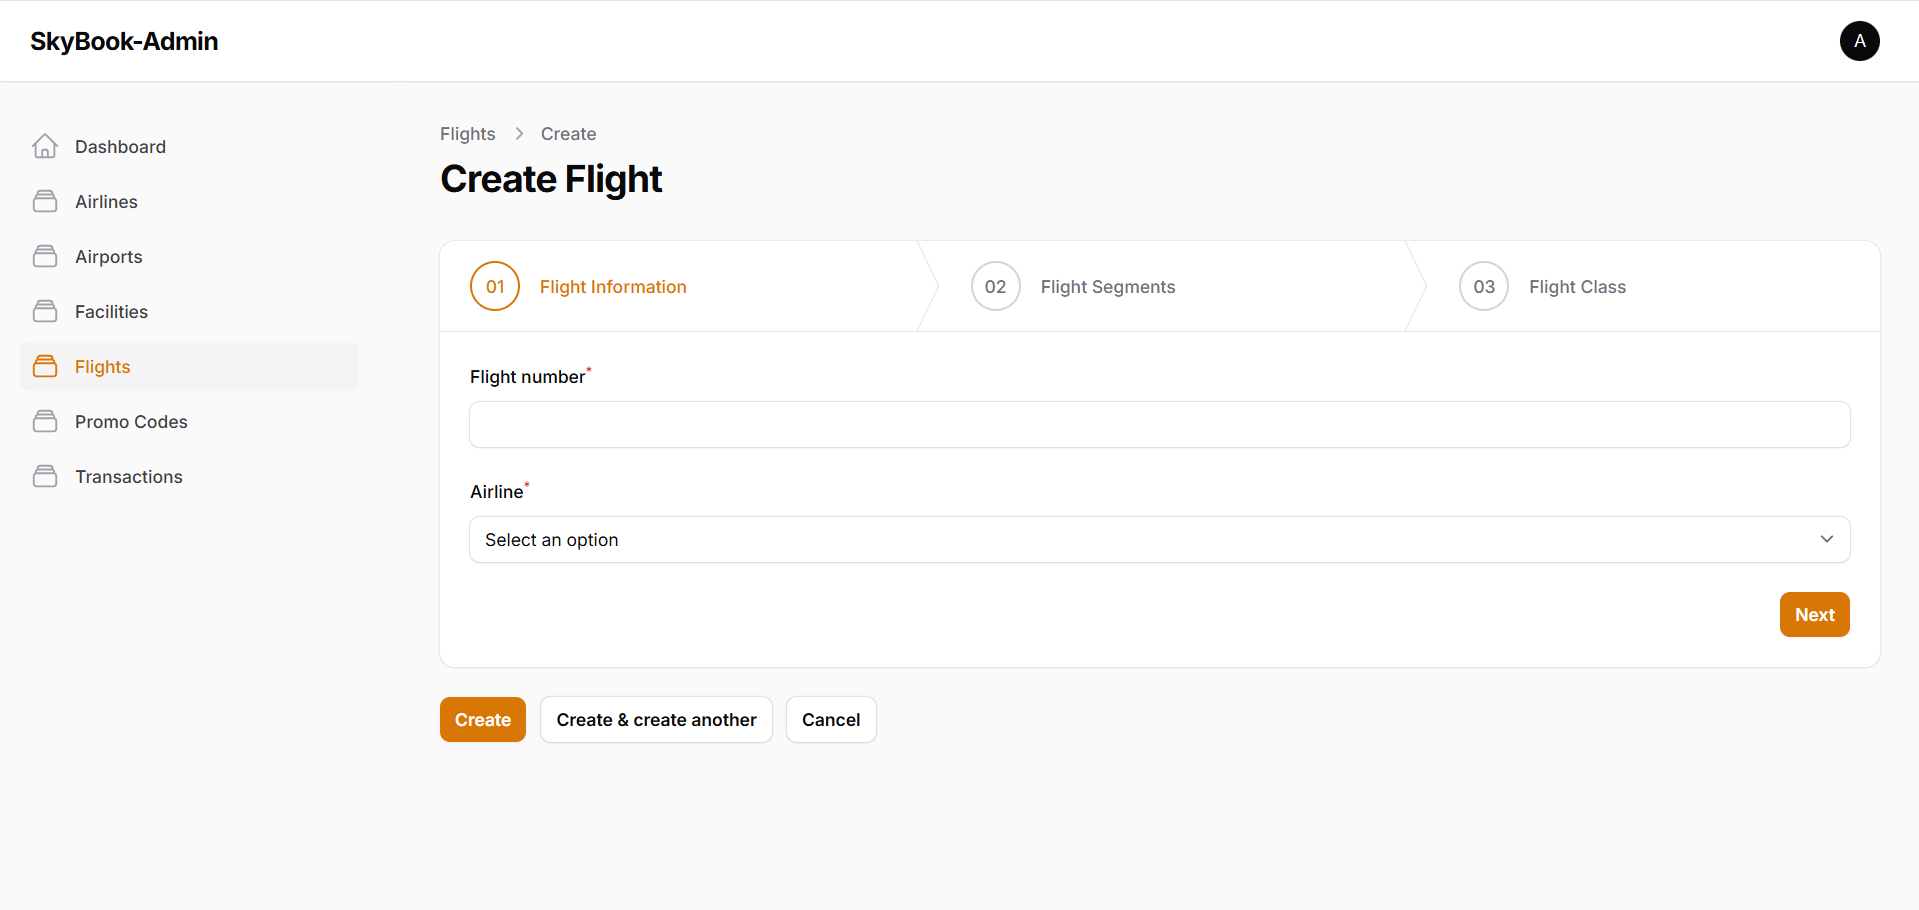 SkyBook-Admin
A
Dashboard
Airlines
Airports
Facilities
Flights
Promo Codes
Transactions
Flights > Create
Create Flight
01 Flight Information
02 Flight Segments
03 Flight Class
Flight number*
Airline*
Select an option
Next
Create
Create & create another
Cancel